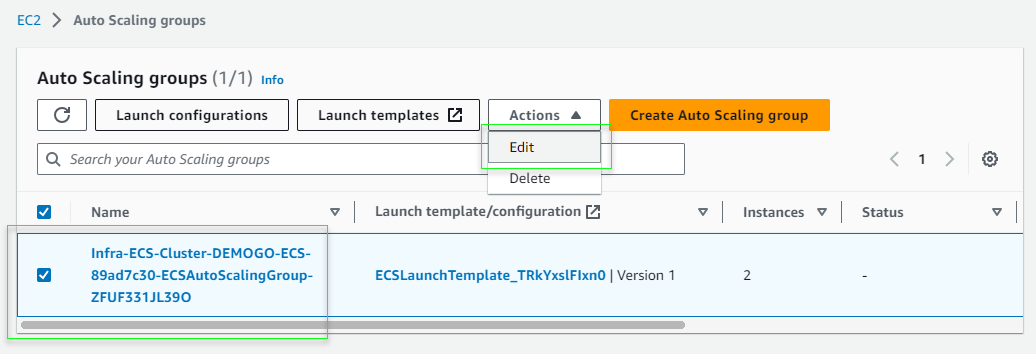 EC2 > Auto Scaling groups
Auto Scaling groups (1/1) Info
Launch configurations Launch templates Actions Create Auto Scaling group
Edit
Search your Auto Scaling groups 1
Delete
Name Launch template/configuration Instances Status
Infra-ECS-Cluster-DEMOGO-ECS-
89ad7c30-ECSAutoScalingGroup- ECSLaunchTemplate_TRkYxslFIxn0 | Version 1 2 -
ZFUF331JL39O